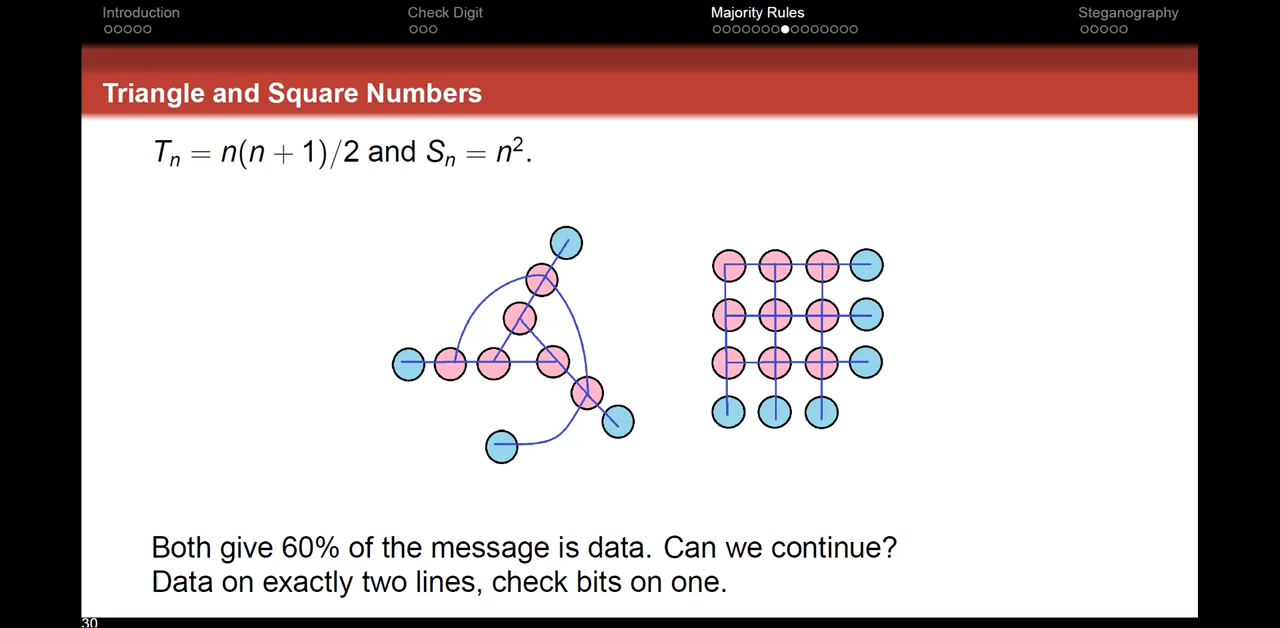 Introduction
Check Digit
Majority Rules
Steganography
Triangle and Square Numbers
Tₙ = n(n + 1)/2 and Sₙ = n².
Both give 60% of the message is data. Can we continue?
Data on exactly two lines, check bits on one.
30